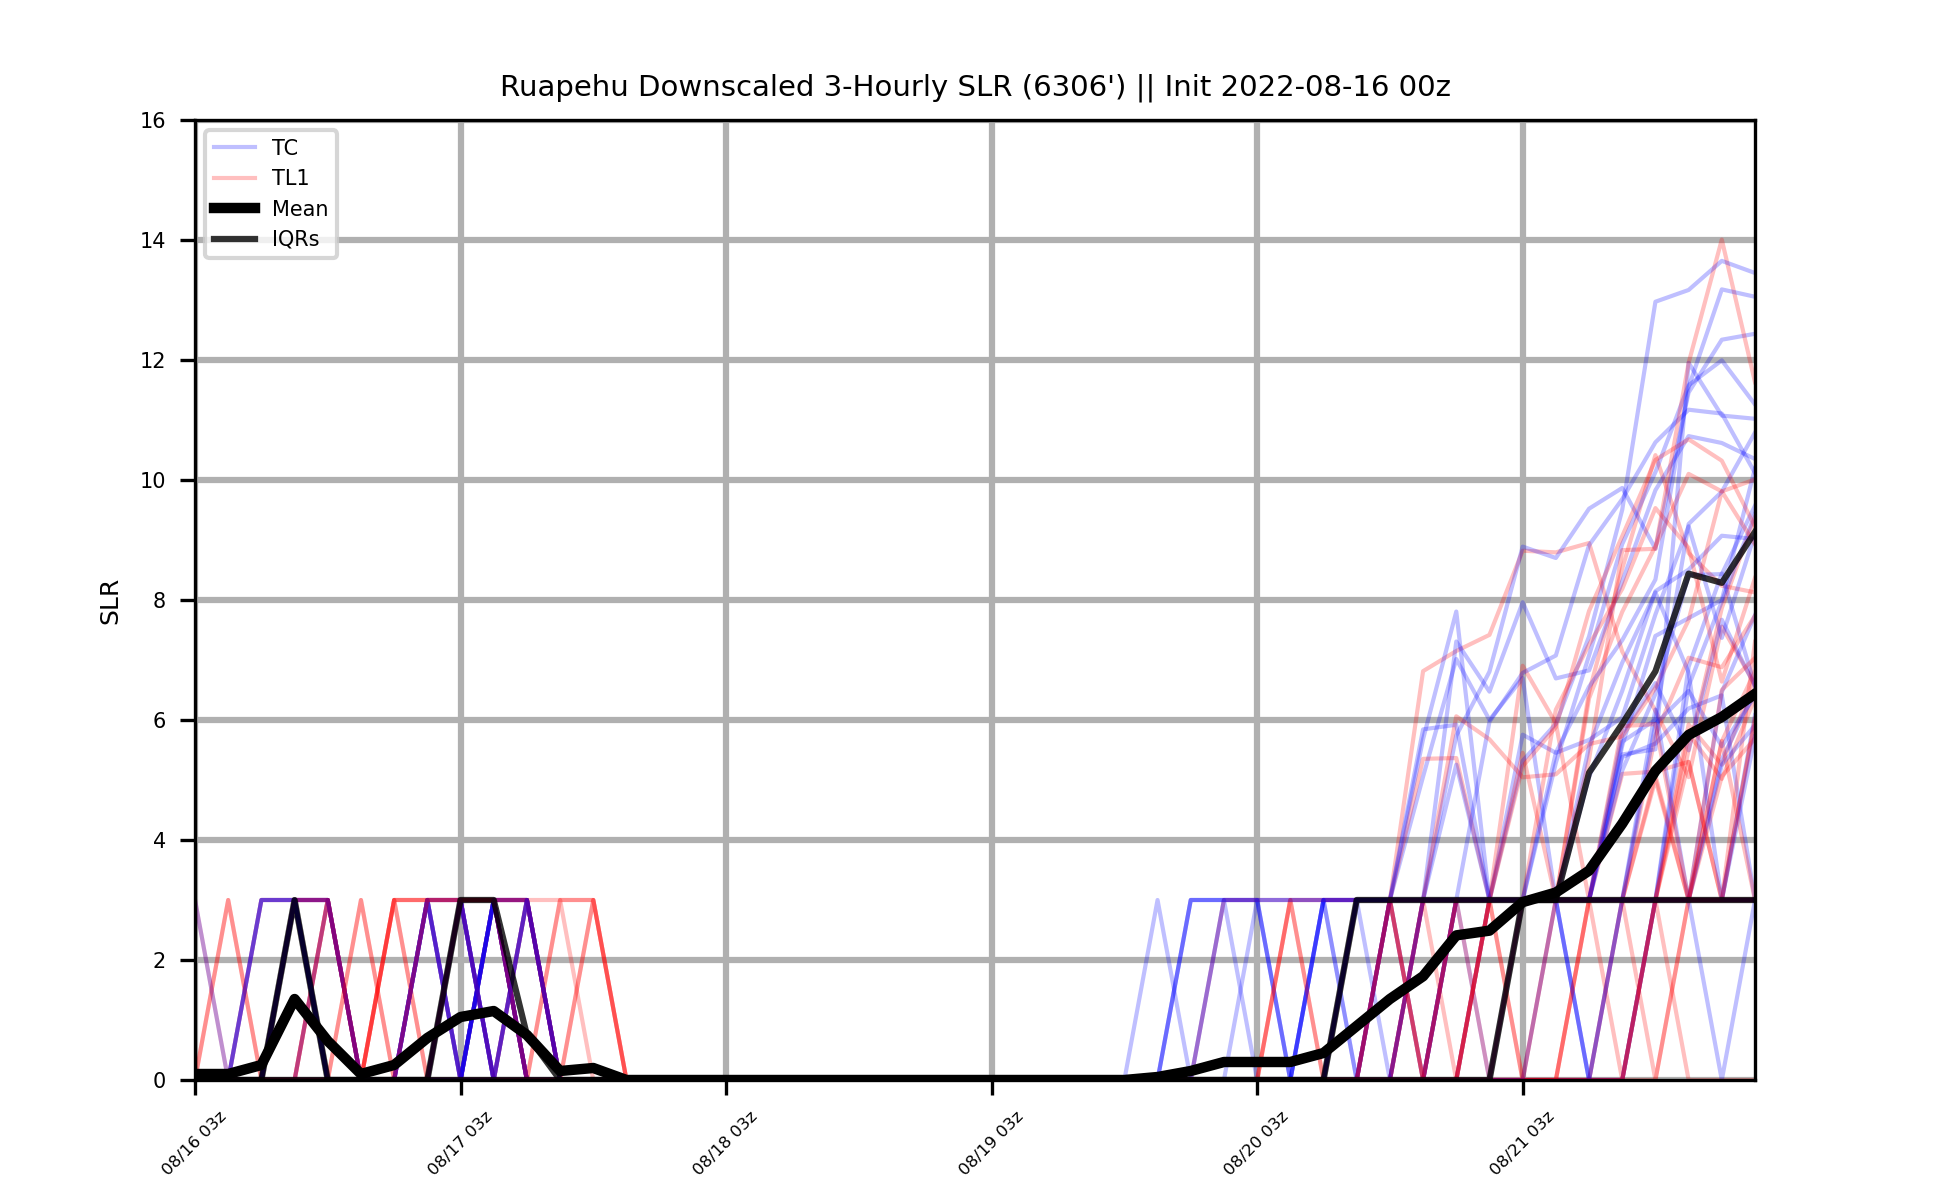 Ruapehu Downscaled 3-Hourly SLR (6306') || Init 2022-08-16 00z
16
14
12
10
8
6
4
2
0
SLR
TC
TL1
Mean
IQRs
08/16 03z
08/17 03z
08/18 03z
08/19 03z
08/20 03z
08/21 03z